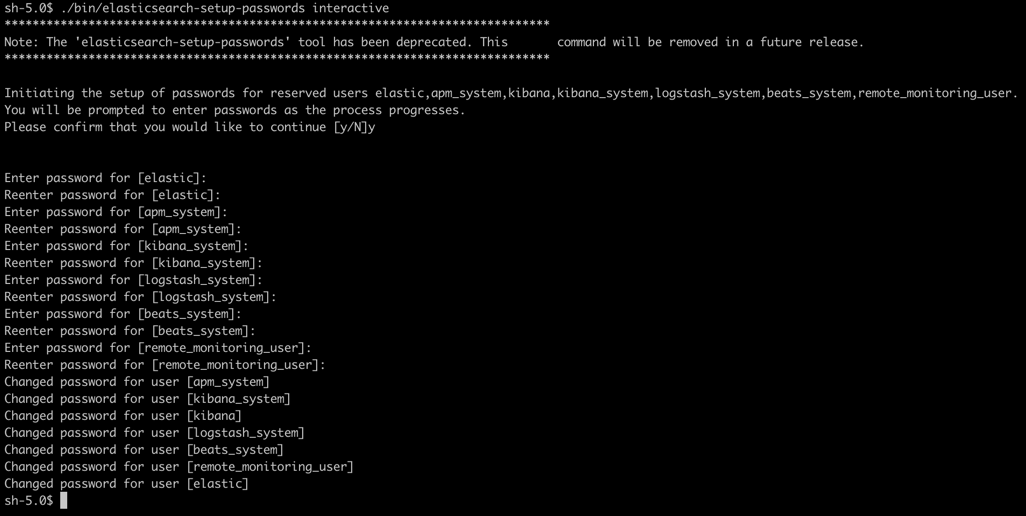 sh-5.0$ ./bin/elasticsearch-setup-passwords interactive
******************************************************************************
Note: The 'elasticsearch-setup-passwords' tool has been deprecated. This       command will be removed in a future release.
******************************************************************************
Initiating the setup of passwords for reserved users elastic,apm_system,kibana,kibana_system,logstash_system,beats_system,remote_monitoring_user.
You will be prompted to enter passwords as the process progresses.
Please confirm that you would like to continue [y/N]y
Enter password for [elastic]:
Reenter password for [elastic]:
Enter password for [apm_system]:
Reenter password for [apm_system]:
Enter password for [kibana_system]:
Reenter password for [kibana_system]:
Enter password for [logstash_system]:
Reenter password for [logstash_system]:
Enter password for [beats_system]:
Reenter password for [beats_system]:
Enter password for [remote_monitoring_user]:
Reenter password for [remote_monitoring_user]:
Changed password for user [apm_system]
Changed password for user [kibana_system]
Changed password for user [kibana]
Changed password for user [logstash_system]
Changed password for user [beats_system]
Changed password for user [remote_monitoring_user]
Changed password for user [elastic]
sh-5.0$